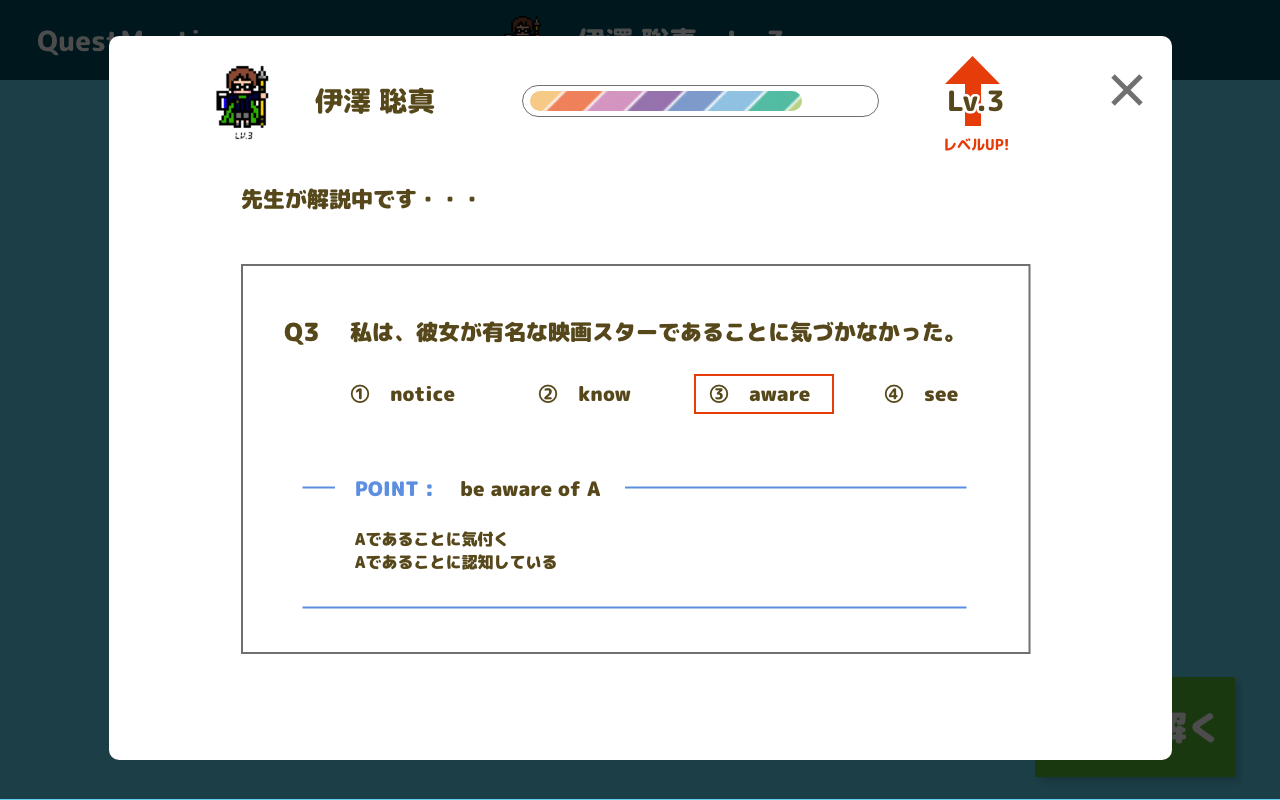 伊澤 聡真
Lv.3
LV.3
レベルUP!
先生が解説中です・・・
Q3 私は、彼女が有名な映画スターであることに気づかなかった。
① notice ② know ③ aware ④ see
POINT : be aware of A
Aであることに気付く
Aであることに認知している